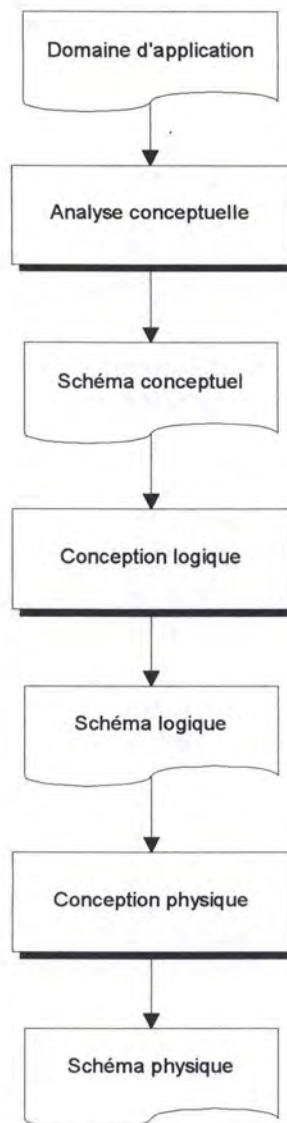 Domaine d'application
Analyse conceptuelle
Schéma conceptuel
Conception logique
Schéma logique
Conception physique
Schéma physique